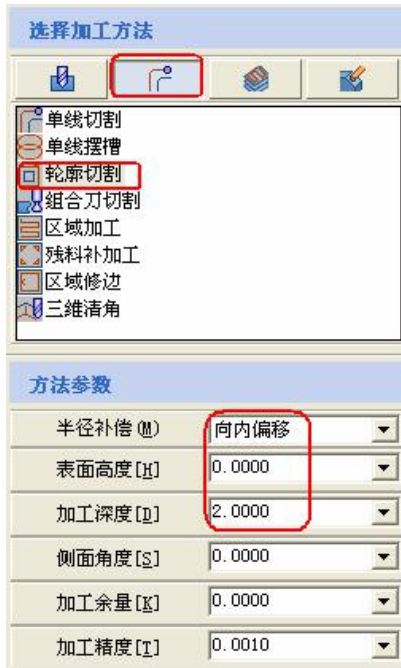 选择加工方法
单线切割
单线摆槽
轮廓切割
组合刀切割
区域加工
残料补加工
区域修边
三维清角
方法参数
半径补偿(M) 向内偏移
表面高度[H] 0.0000
加工深度[D] 2.0000
侧面角度[S] 0.0000
加工余量[K] 0.0000
加工精度[T] 0.0010